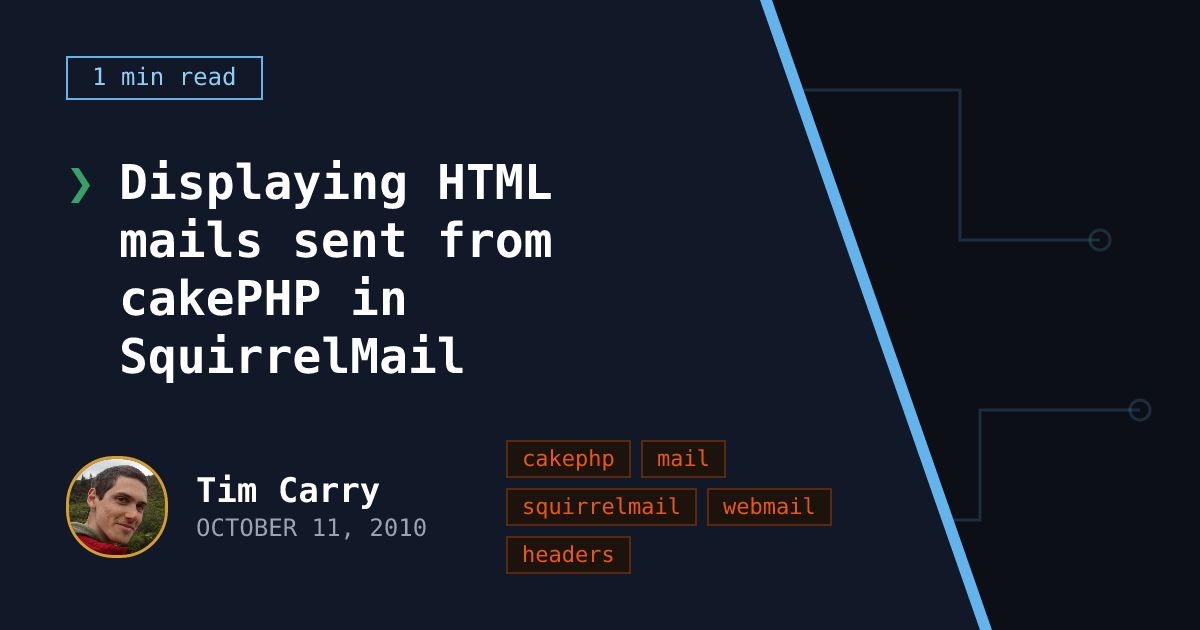 1 min read
❯ Displaying HTML
mails sent from
cakePHP in
SquirrelMail
Tim Carry
OCTOBER 11, 2010
cakephp mail
squirrelmail webmail
headers